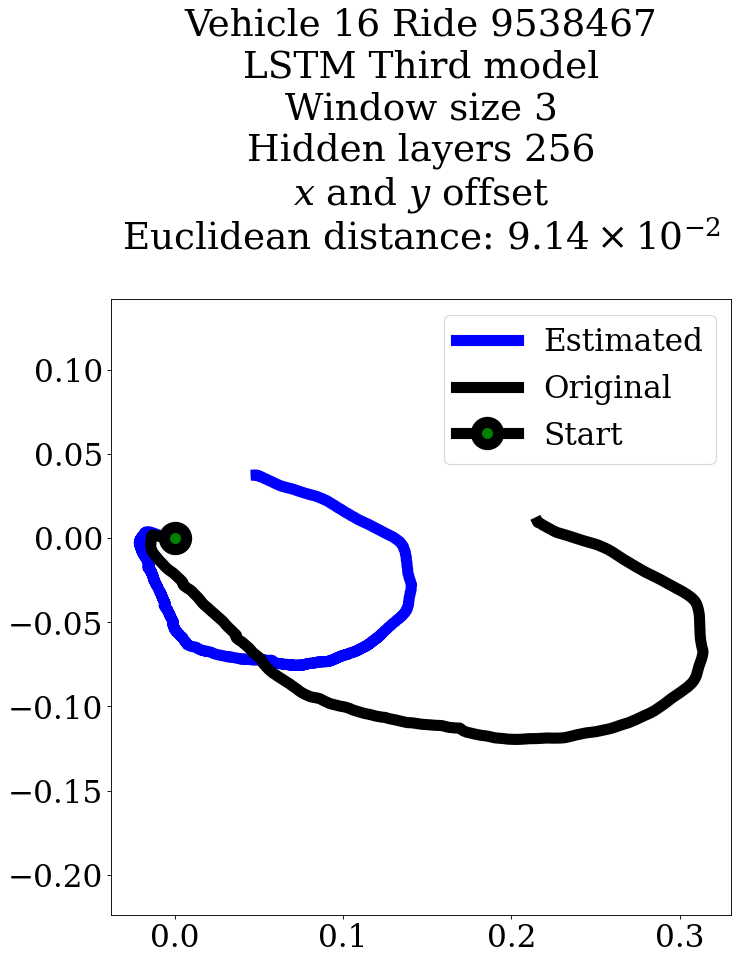 Vehicle 16 Ride 9538467
LSTM Third model
Window size 3
Hidden layers 256
x and y offset
Euclidean distance: 9.14 × 10⁻²
Estimated
Original
Start
0.10
0.05
0.00
−0.05
−0.10
−0.15
−0.20
0.0 0.1 0.2 0.3